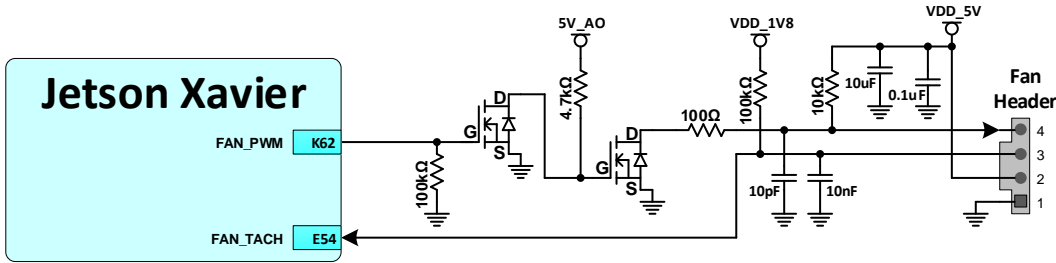 5V_AO
VDD_1V8
VDD_5V
Jetson Xavier
4.7kΩ
100kΩ
10kΩ
10uF
0.1uF
Fan
Header
D
G
S
100Ω
D
G
S
4
FAN_PWM
K62
3
100kΩ
10pF
10nF
2
1
FAN_TACH
E54